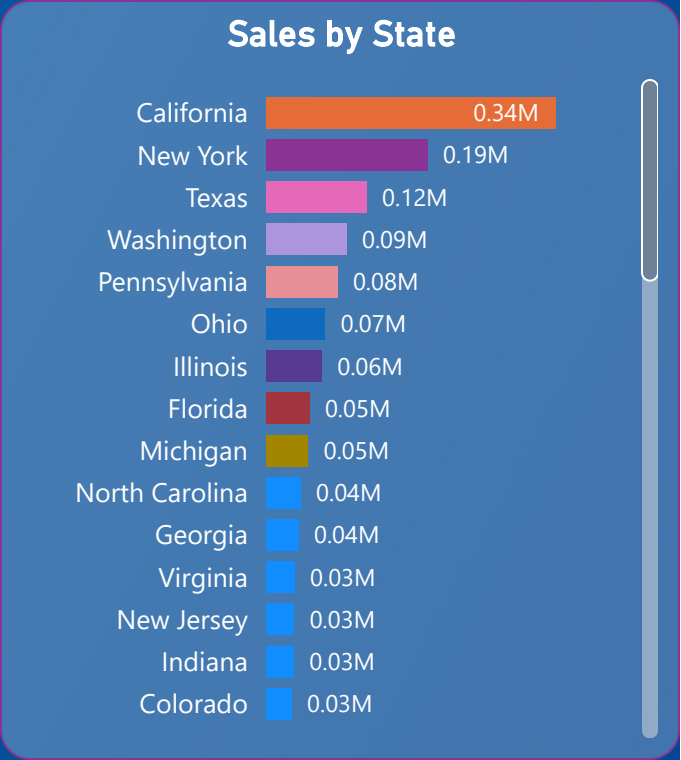 Sales by State
California 0.34M
New York 0.19M
Texas 0.12M
Washington 0.09M
Pennsylvania 0.08M
Ohio 0.07M
Illinois 0.06M
Florida 0.05M
Michigan 0.05M
North Carolina 0.04M
Georgia 0.04M
Virginia 0.03M
New Jersey 0.03M
Indiana 0.03M
Colorado 0.03M